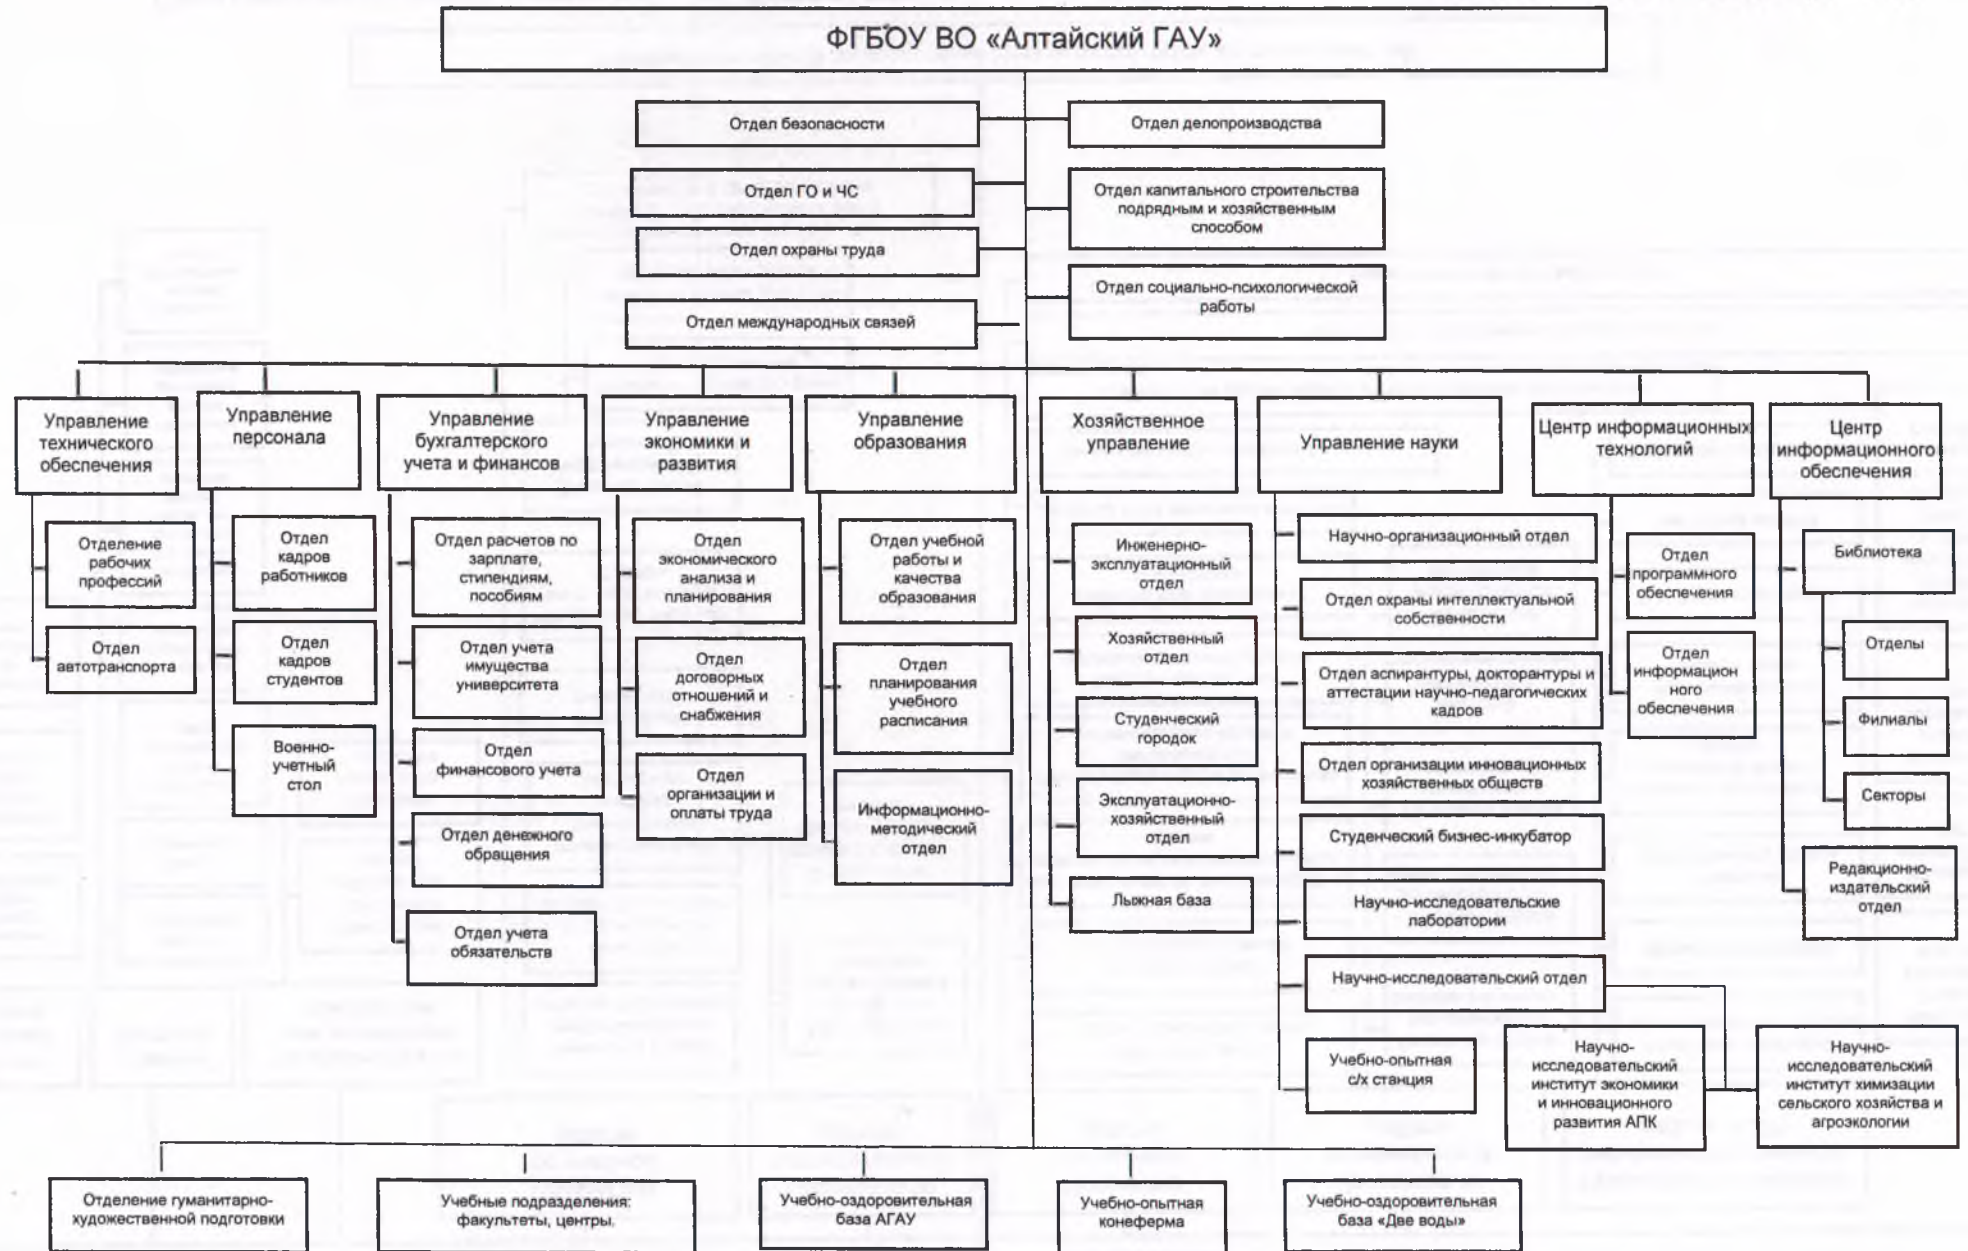 ФГБОУ ВО «Алтайский ГАУ»
Отдел безопасности
Отдел делопроизводства
Отдел ГО и ЧС
Отдел капитального строительства
подрядным и хозяйственным
способом
Отдел охраны труда
Отдел социально-психологической
работы
Отдел международных связей
Управление
технического
обеспечения
Управление
персонала
Управление
бухгалтерского
учета и финансов
Управление
экономики и
развития
Управление
образования
Хозяйственное
управление
Управление науки
Центр информационных
технологий
Центр
информационного
обеспечения
Отделение
рабочих
профессий
Отдел
автотранспорта
Отдел
кадров
работников
Отдел
кадров
студентов
Военно-
учетный
стол
Отдел расчетов по
зарплате,
стипендиям,
пособиям
Отдел учета
имущества
университета
Отдел
финансового учета
Отдел денежного
обращения
Отдел учета
обязательств
Отдел
экономического
анализа и
планирования
Отдел
договорных
отношений и
снабжения
Отдел
организации и
оплаты труда
Отдел учебной
работы и
качества
образования
Отдел
планирования
учебного
расписания
Информационно-
методический
отдел
Инженерно-
эксплуатационный
отдел
Хозяйственный
отдел
Студенческий
городок
Эксплуатационно-
хозяйственный
отдел
Лыжная база
Научно-организационный отдел
Отдел охраны интеллектуальной
собственности
Отдел аспирантуры, докторантуры и
аттестации научно-педагогических
кадров
Отдел организации инновационных
хозяйственных обществ
Студенческий бизнес-инкубатор
Научно-исследовательские
лаборатории
Научно-исследовательский отдел
Учебно-опытная
с/х станция
Научно-
исследовательский
институт экономики
и инновационного
развития АПК
Научно-
исследовательский
институт химизации
сельского хозяйства и
агроэкологии
Отдел
программного
обеспечения
Отдел
информацион
ного
обеспечения
Библиотека
Отделы
Филиалы
Секторы
Редакционно-
издательский
отдел
Отделение гуманитарно-
художественной подготовки
Учебные подразделения:
факультеты, центры.
Учебно-оздоровительная
база АГАУ
Учебно-опытная
конеферма
Учебно-оздоровительная
база «Две воды»